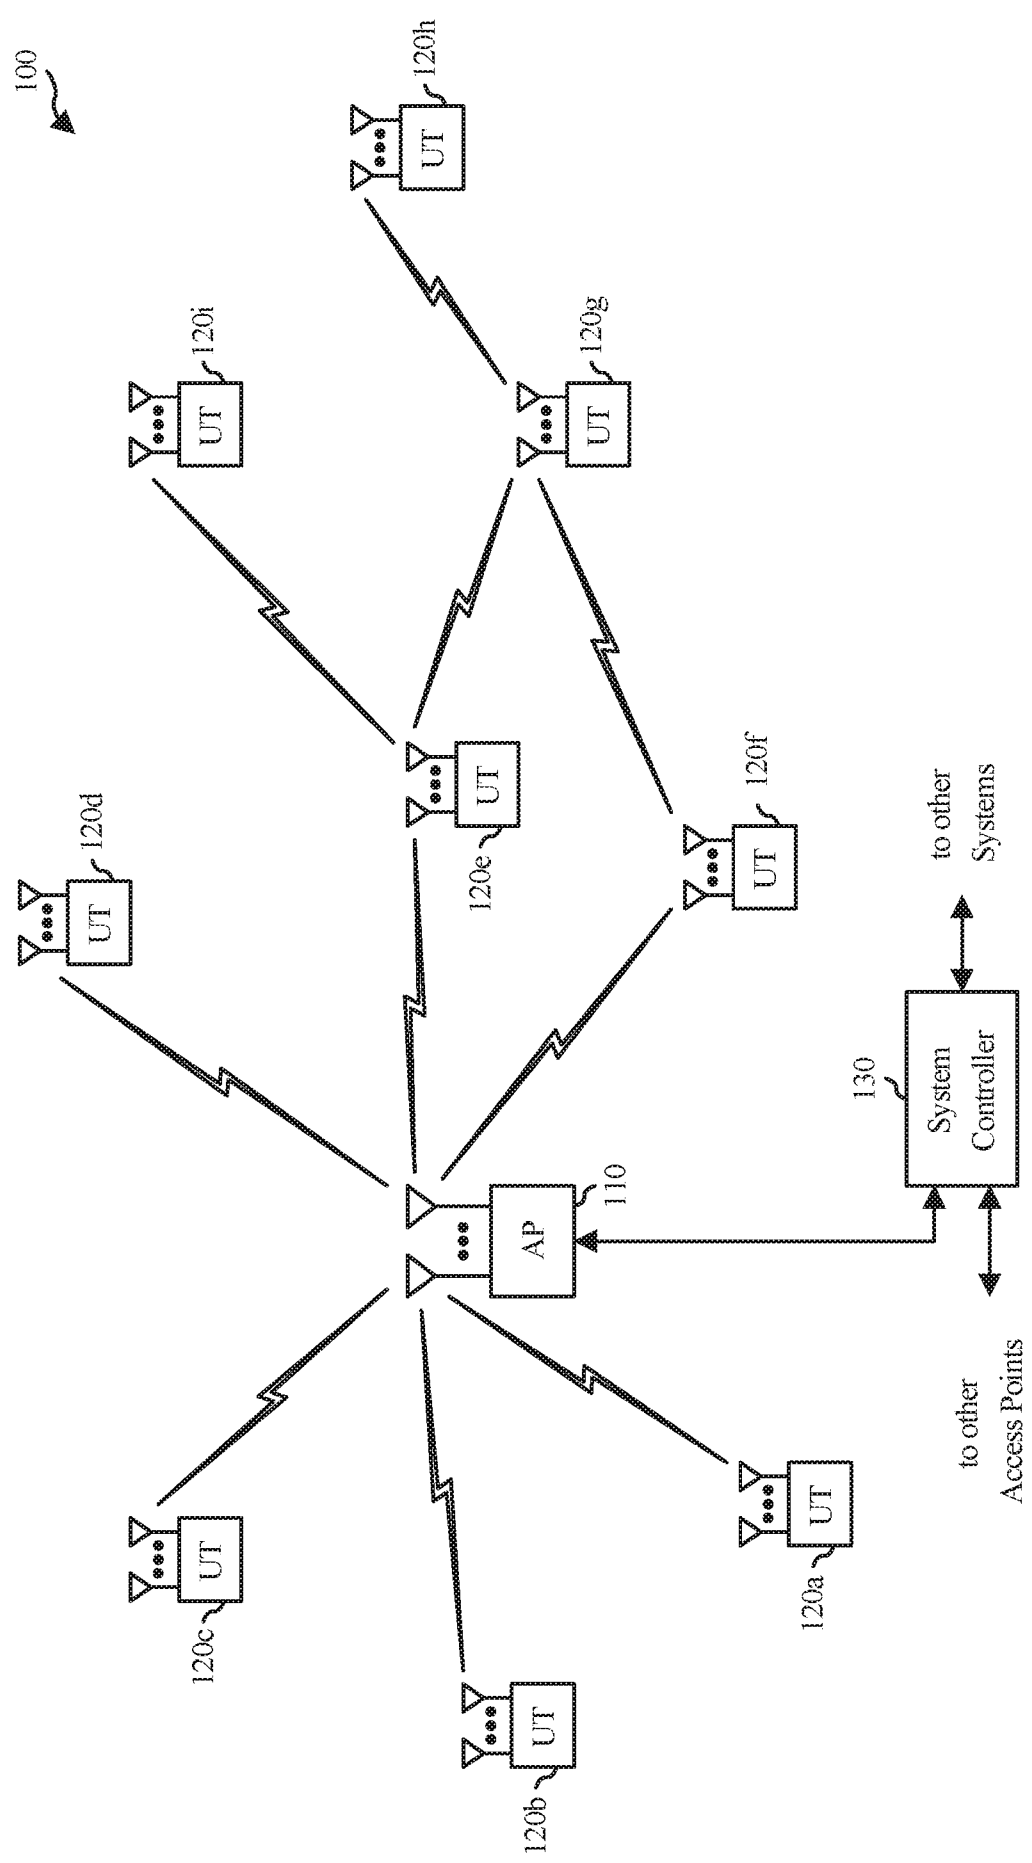 100
120h
UT
120i
UT
120g
UT
120d
UT
120e
UT
120f
UT
AP
110
120c
UT
120b
UT
120a
UT
130
System
Controller
to other
Systems
to other
Access Points